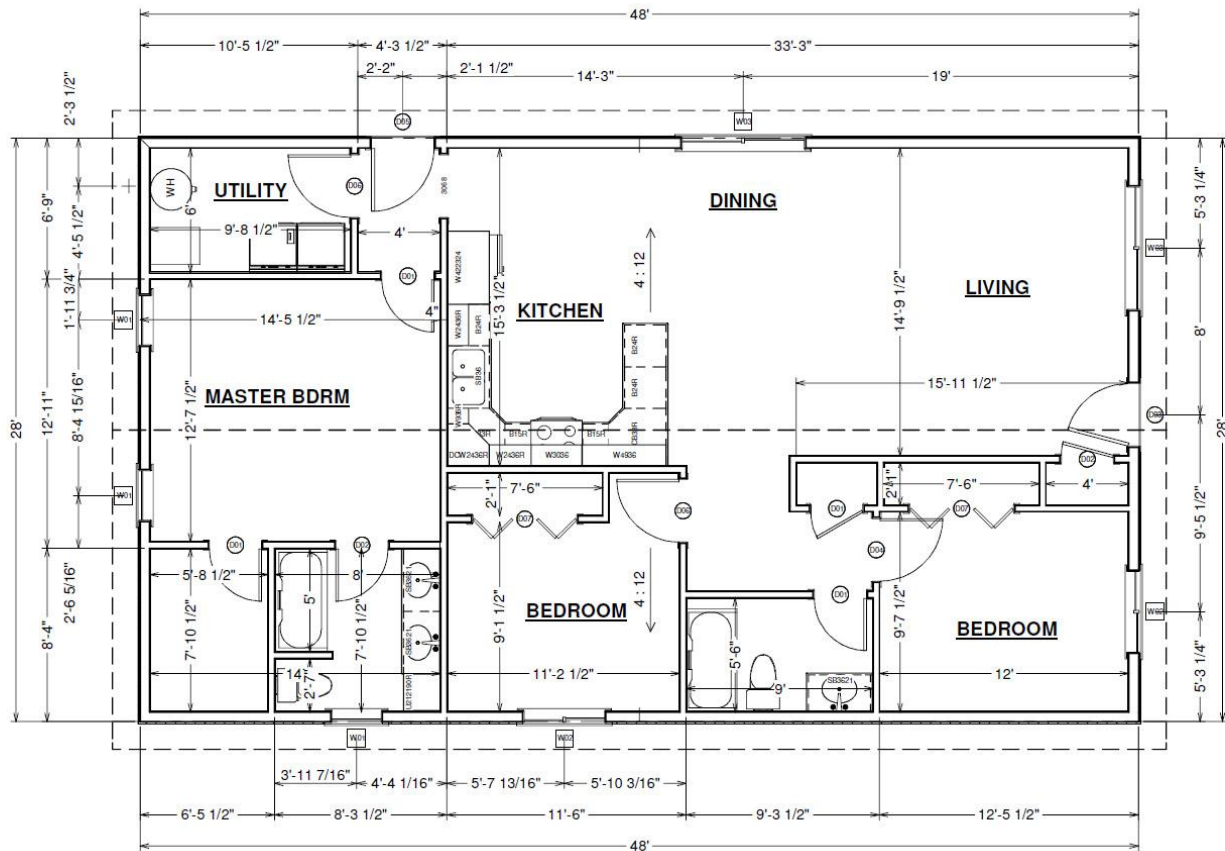 48'
10'-5 1/2" 4'-3 1/2" 33'-3"
2'-2" 2'-1 1/2" 14'-3" 19'
2'-3 1/2"
D05 W03
28'
6'-9"
4'-5 1/2"
1'-11 3/4"
12'-11"
8'-4 15/16"
8'-4"
2'-6 5/16"
W01
W01
WH
UTILITY
6'
9'-8 1/2"
D06
3068
4'
D01
4"
14'-5 1/2"
MASTER BDRM
12'-7 1/2"
DINING
LIVING
KITCHEN
15'-3 1/2"
14'-9 1/2"
4 : 12
W422324
W2436R B24R
SB36
W936R
B15R B15R
DCW2436R W2436R W3036 W4936
B24R
B24R
CB39R
15'-11 1/2"
5'-3 1/4"
W03
8'
D03
28'
9'-5 1/2"
W02
5'-3 1/4"
D02
4'
2'-1"
7'-6"
D07
D06
D01
2'-1"
7'-6"
D07
D04
D01
D01
D02
5'-8 1/2"
8'
5'
7'-10 1/2"
7'-10 1/2"
14'
2'-7"
SB3621
SB3621
U212190R
BEDROOM
9'-1 1/2"
11'-2 1/2"
4 : 12
5'-6"
9'
SB3621
9'-7 1/2"
BEDROOM
12'
W01 W02
3'-11 7/16" 4'-4 1/16" 5'-7 13/16" 5'-10 3/16"
6'-5 1/2" 8'-3 1/2" 11'-6" 9'-3 1/2" 12'-5 1/2"
48'